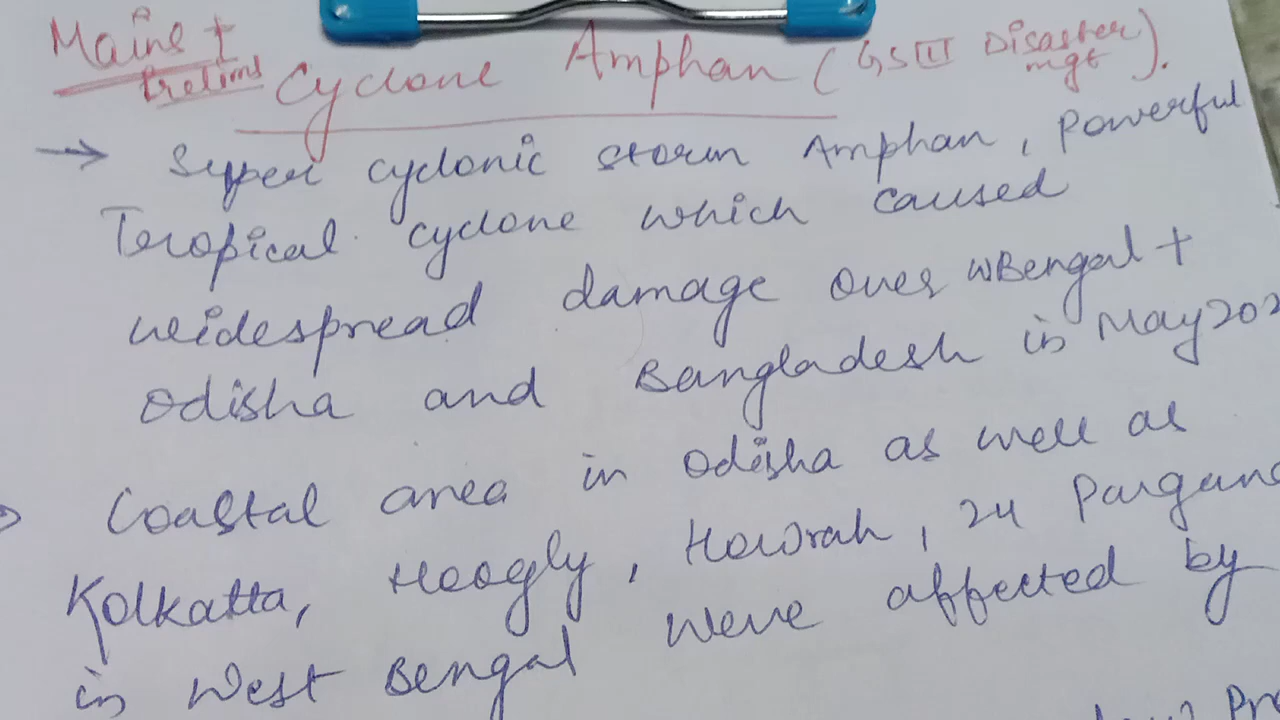 Mains +
Prelims
Cyclone Amphan (GS III Disaster
mgt).
→ Super cyclonic storm Amphan, Powerful
Tropical cyclone which caused
widespread damage over WBengal +
Odisha and Bangladesh in May 202
Coastal area in Odisha as well as
Kolkatta, Hoogly, Howrah, 24 Pargana
in West Bengal were affected by